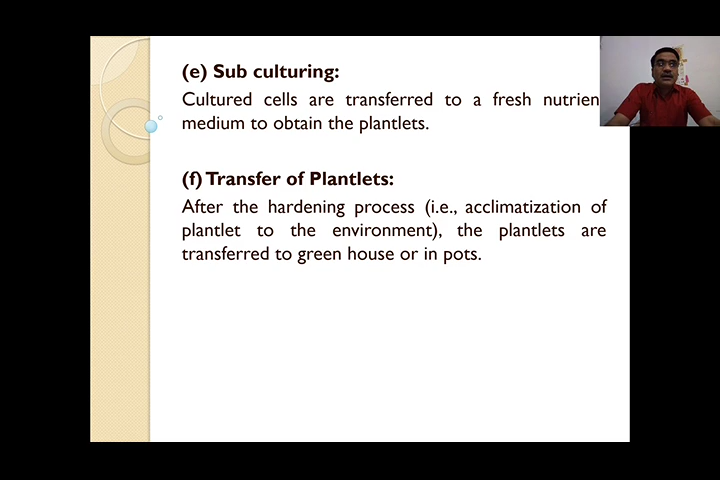 (e) Sub culturing:
Cultured cells are transferred to a fresh nutrien
medium to obtain the plantlets.
(f) Transfer of Plantlets:
After the hardening process (i.e., acclimatization of
plantlet to the environment), the plantlets are
transferred to green house or in pots.